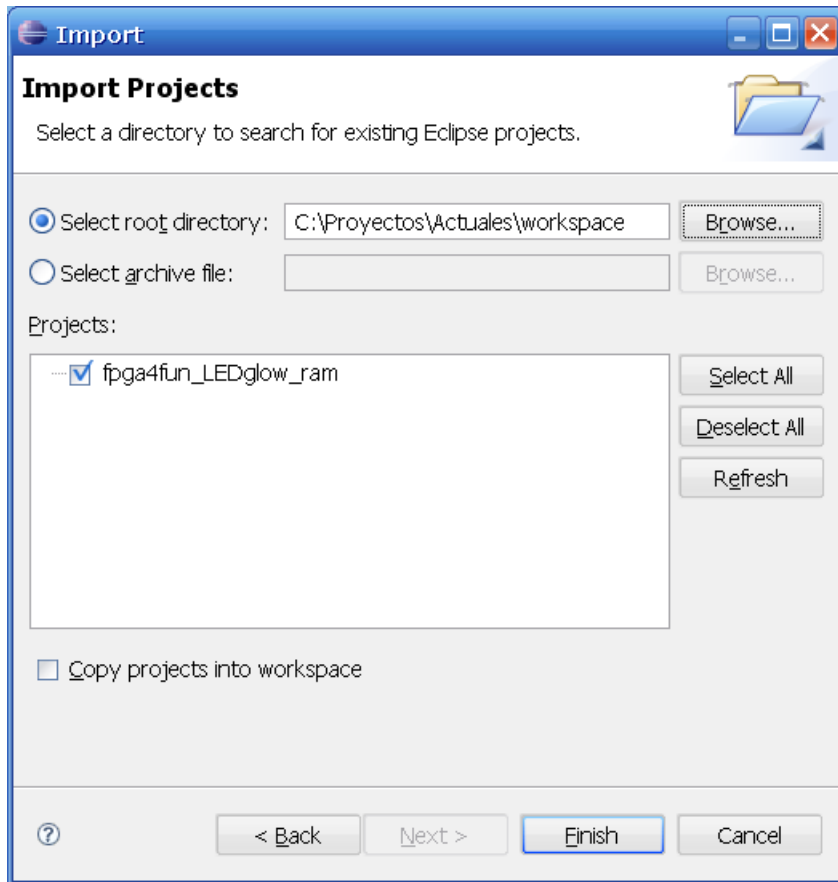 Import
Import Projects
Select a directory to search for existing Eclipse projects.
Select root directory: C:\Proyectos\Actuales\workspace Browse...
Select archive file: Browse...
Projects:
fpga4fun_LEDglow_ram
Select All
Deselect All
Refresh
Copy projects into workspace
? < Back Next > Finish Cancel